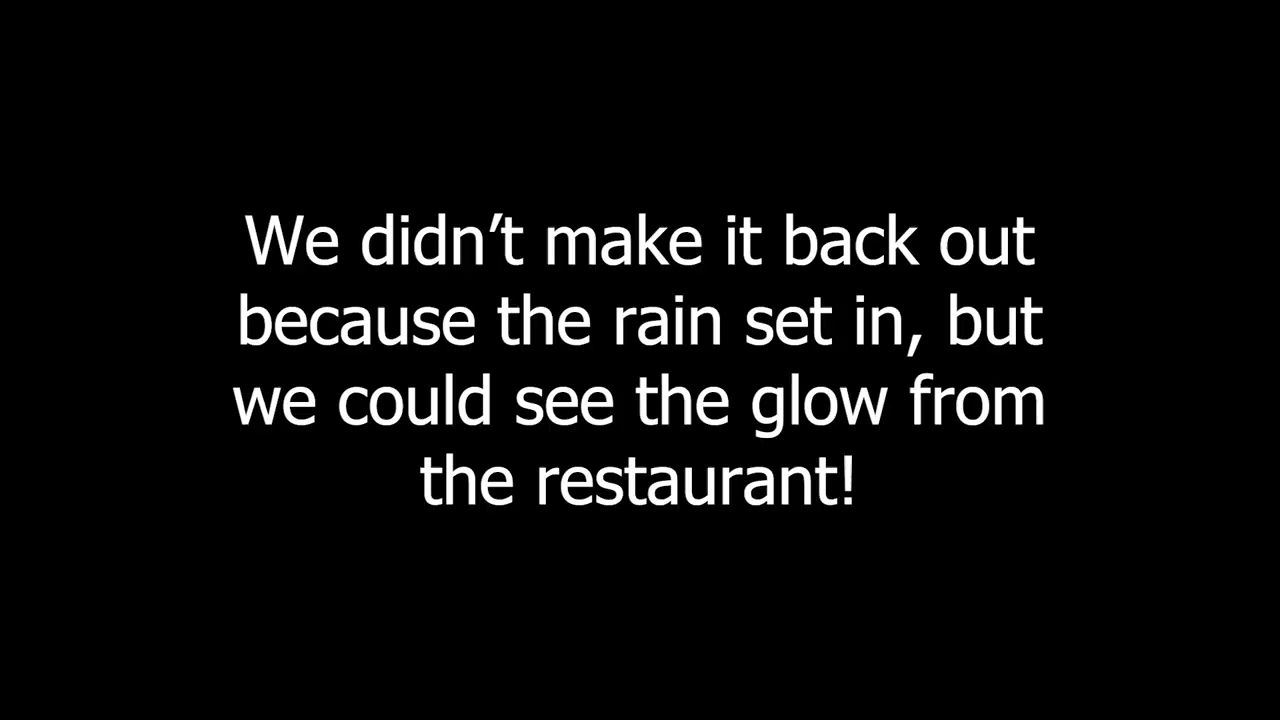 We didn’t make it back out
because the rain set in, but
we could see the glow from
the restaurant!